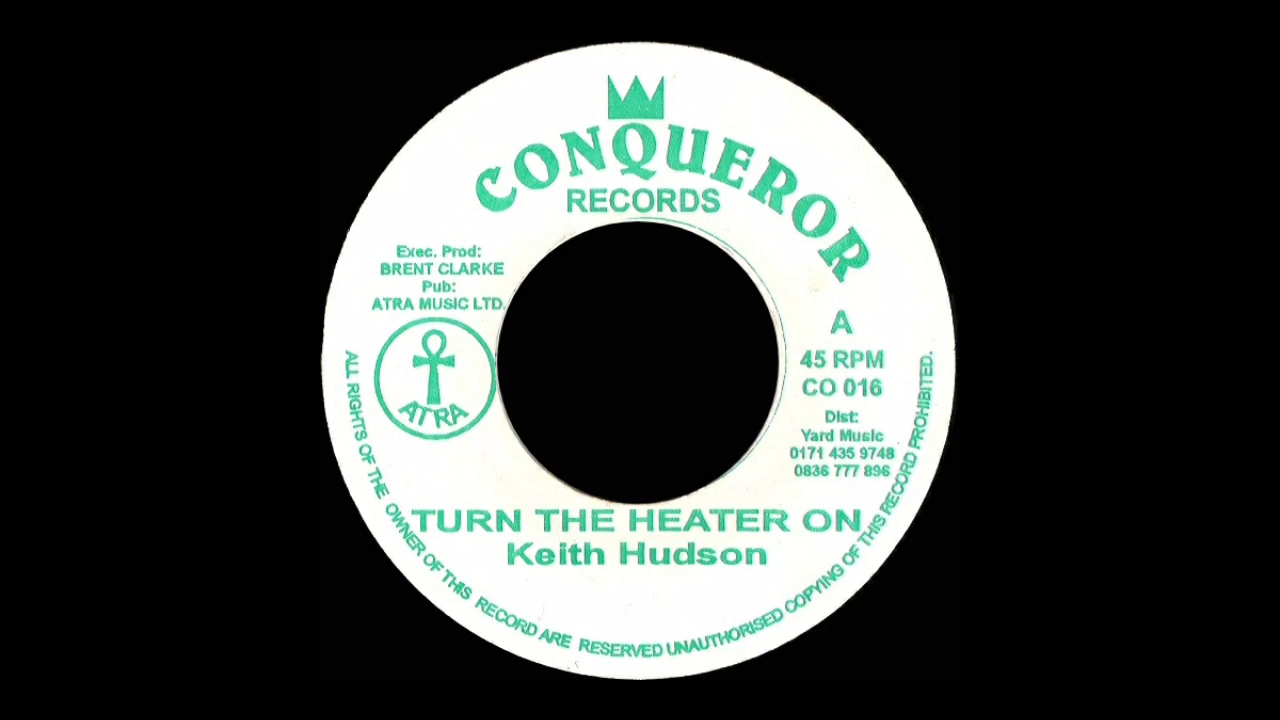 CONQUEROR
RECORDS
Exec. Prod:
BRENT CLARKE
Pub:
ATRA MUSIC LTD.
ATRA
A
45 RPM
CO 016
Dist:
Yard Music
0171 435 9748
0836 777 896
TURN THE HEATER ON
Keith Hudson
ALL RIGHTS OF THE OWNER OF THIS RECORD ARE RESERVED UNAUTHORISED COPYING OF THIS RECORD PROHIBITED.